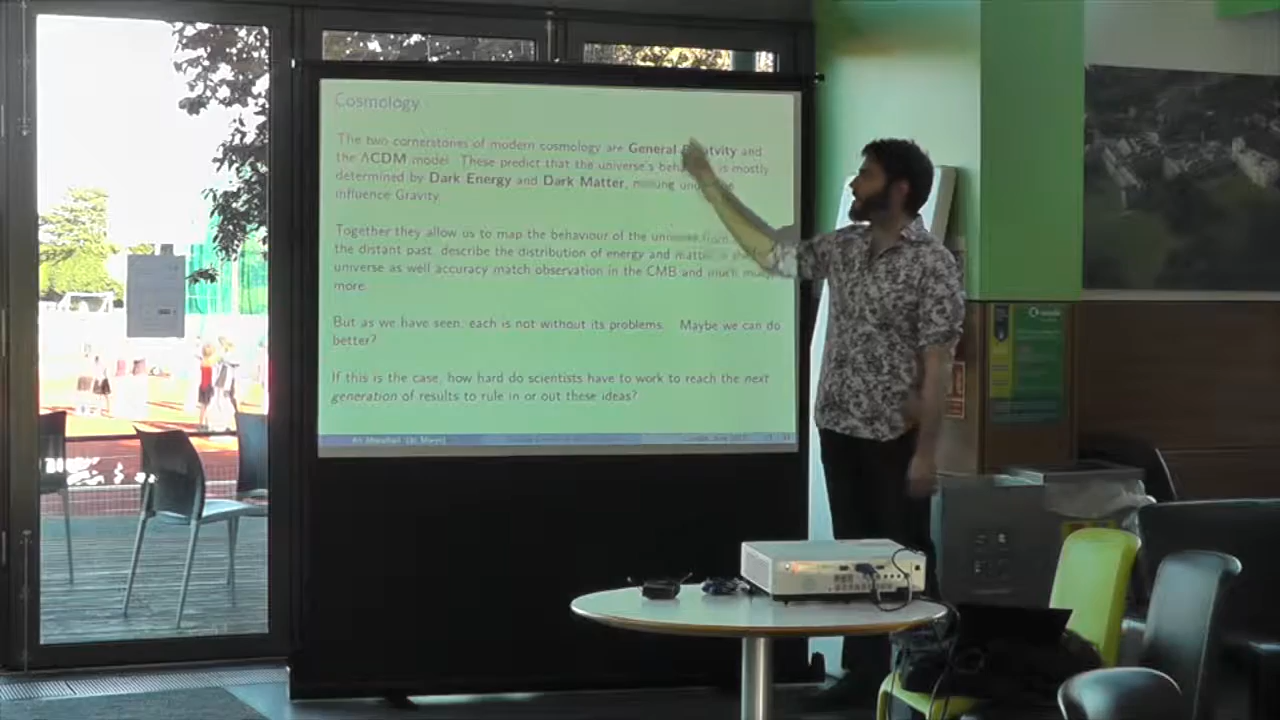 Cosmology
The two cornerstones of modern cosmology are General and
the ΛCDM model. These predict that the universe's is mostly
determined by Dark Energy and Dark Matter, milling
influence Gravity.
Together they allow us to map the behaviour of the universe from
the distant past, describe the distribution of energy and
universe as well accuracy match observation in the CMB and much
more.
But as we have seen, each is not without its problems. Maybe we can do
better?
If this is the case, how hard do scientists have to work to reach the next
generation of results to rule in or out these ideas?